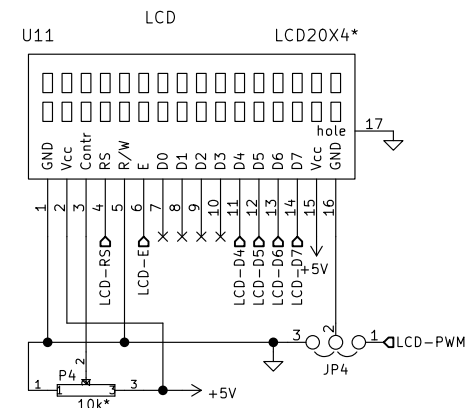 LCD
U11 LCD20X4*
hole 17
GND Vcc Contr RS R/W E D0 D1 D2 D3 D4 D5 D6 D7 Vcc GND
1 2 3 4 5 6 7 8 9 10 11 12 13 14 15 16
LCD-RS LCD-E LCD-D4 LCD-D5 LCD-D6 LCD-D7 +5V
3 2 1 LCD-PWM
JP4
P4 2
1 1 3 3 +5V
10k*